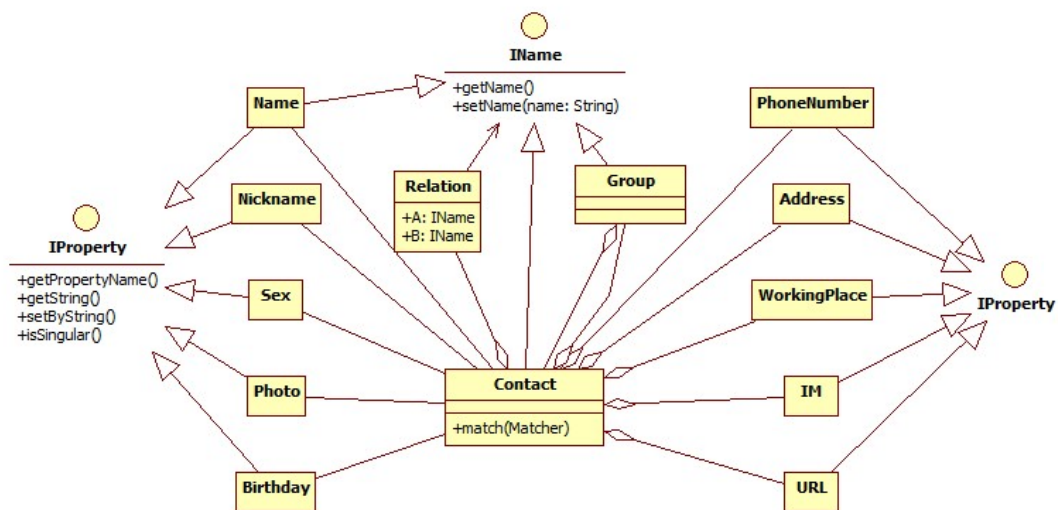 IName
+getName()
+setName(name: String)
Name
PhoneNumber
Relation
+A: IName
+B: IName
Group
Nickname
Address
IProperty
+getPropertyName()
+getString()
+setByString()
+isSingular()
Sex
WorkingPlace
IProperty
Photo
Contact
+match(Matcher)
IM
Birthday
URL